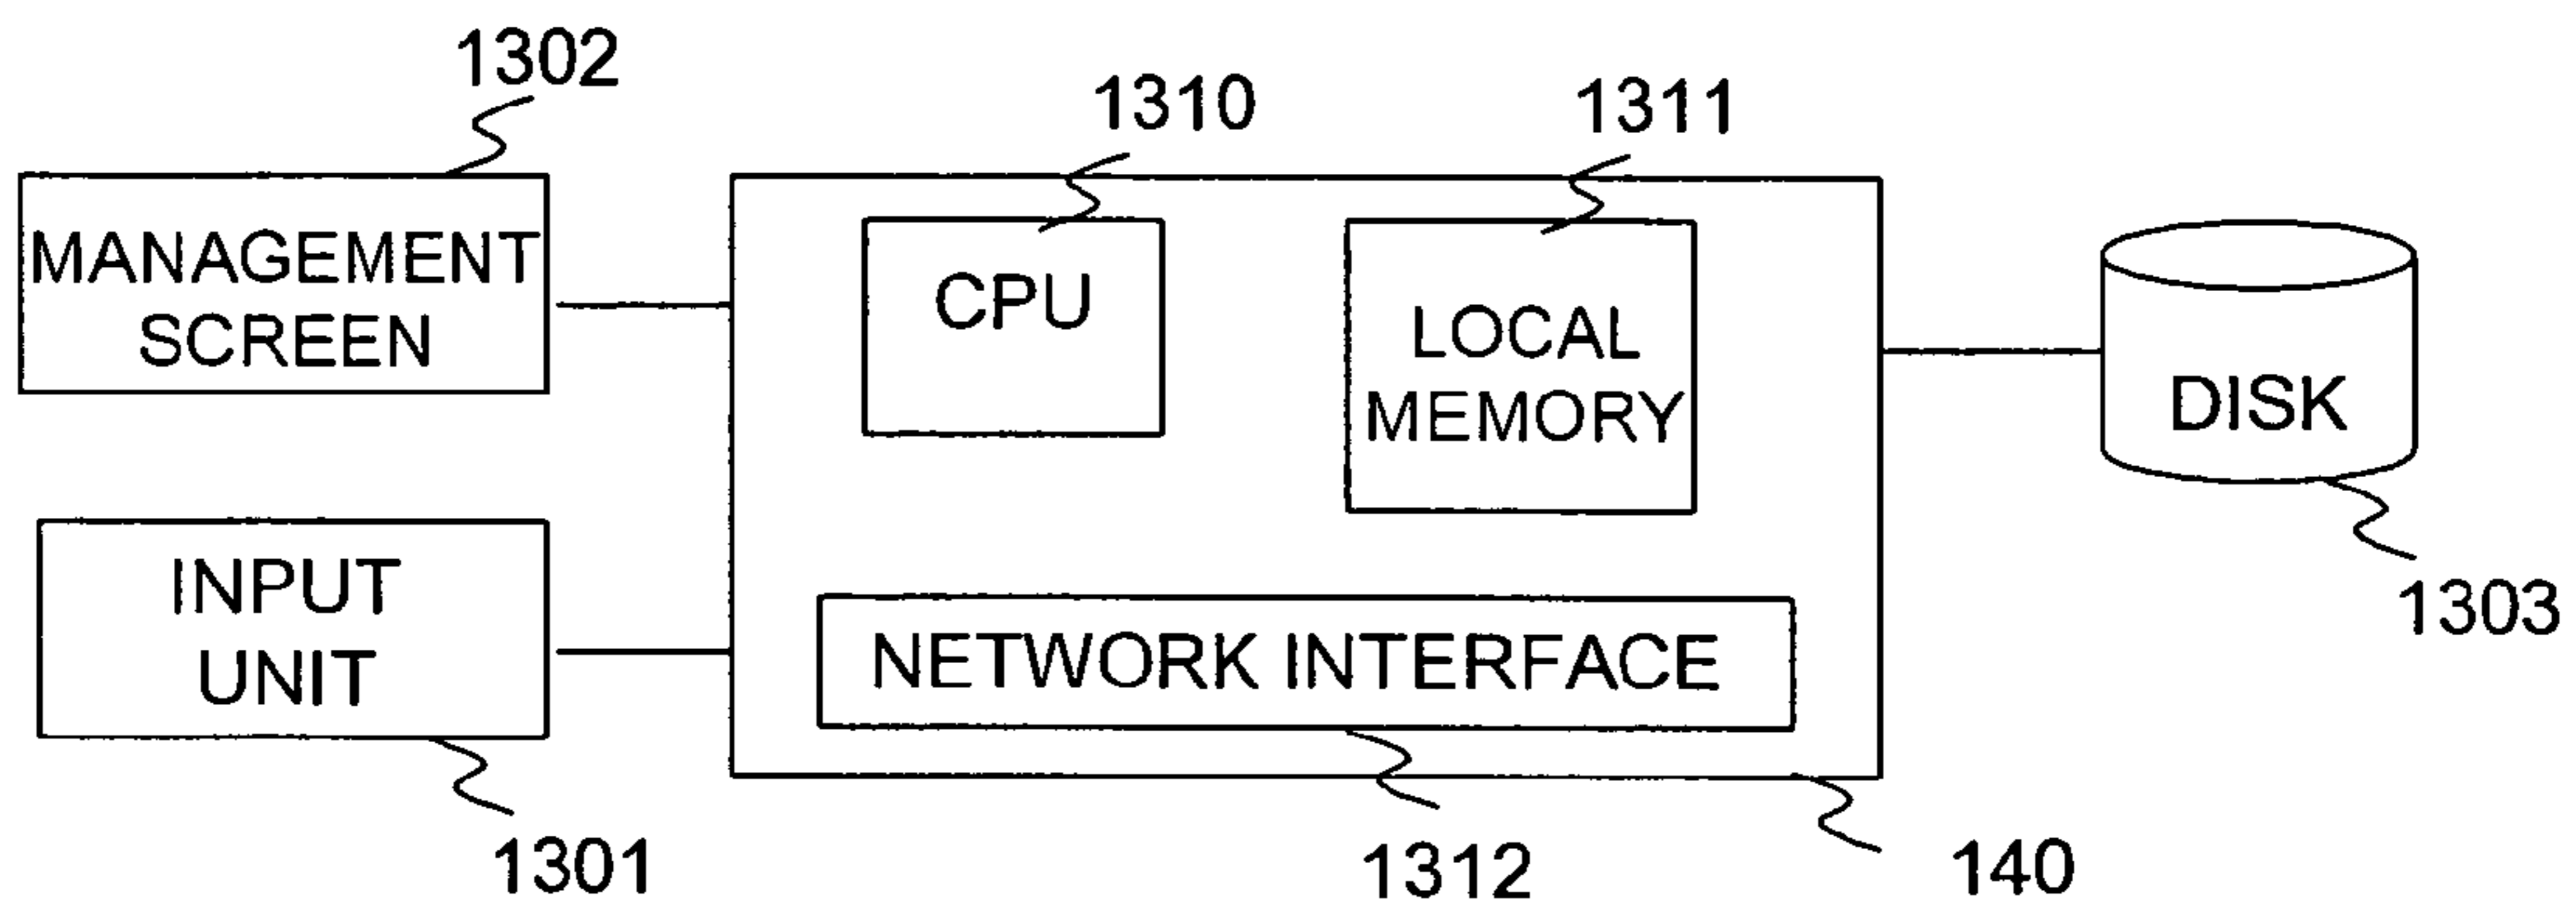 1302
1310
1311
MANAGEMENT
SCREEN
CPU
LOCAL
MEMORY
DISK
INPUT
UNIT
NETWORK INTERFACE
1303
1301
1312
140